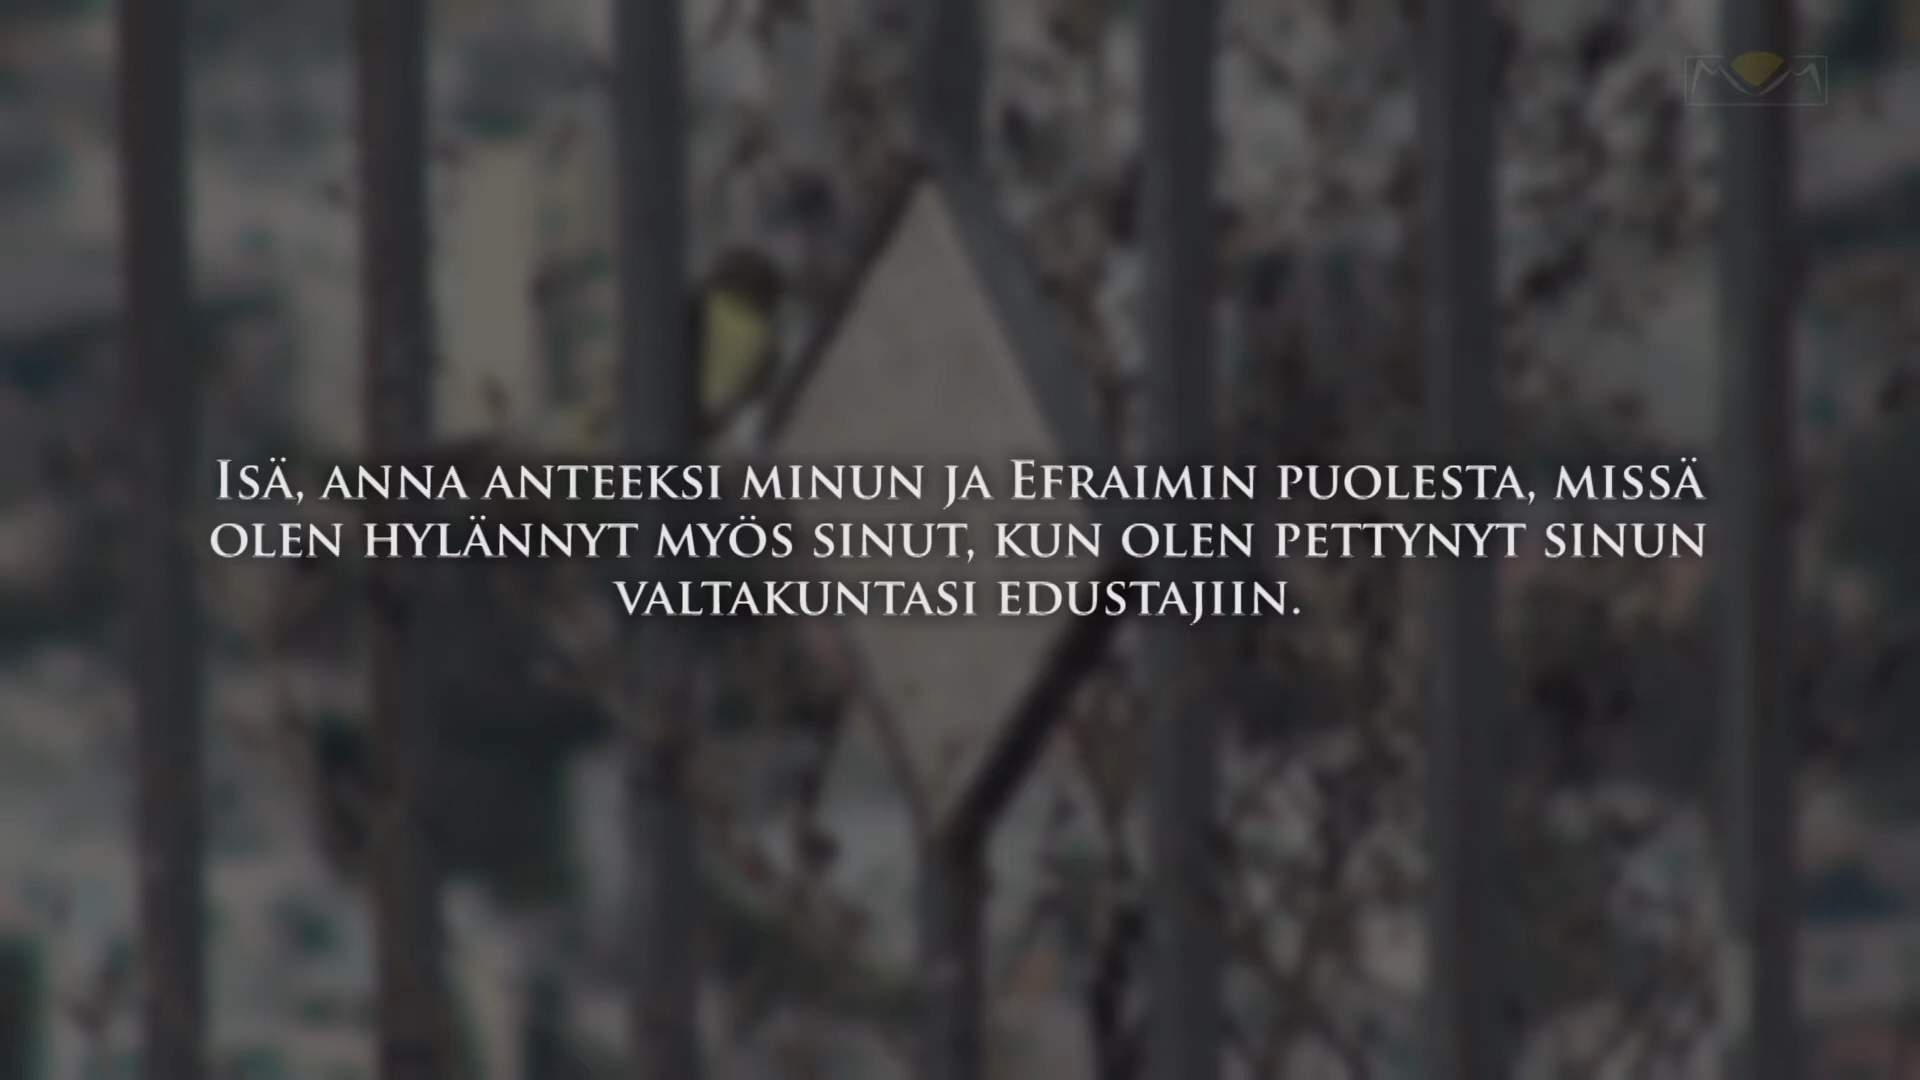 Isä, anna anteeksi minun ja Efraimin puolesta, missä
olen hylännyt myös sinut, kun olen pettynyt sinun
valtakuntasi edustajiin.